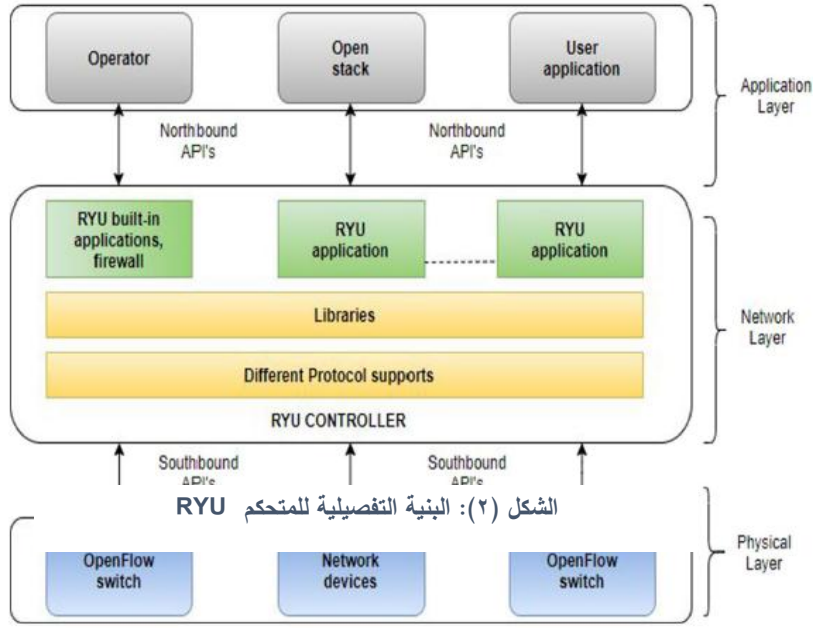 Operator
Open
stack
User
application
Application
Layer
Northbound
API's
Northbound
API's
RYU built-in
applications,
firewall
RYU
application
RYU
application
Libraries
Different Protocol supports
RYU CONTROLLER
Network
Layer
Southbound
API's
Southbound
API's
الشكل (٢): البنية التفصيلية للمتحكم RYU
OpenFlow
switch
Network
devices
OpenFlow
switch
Physical
Layer